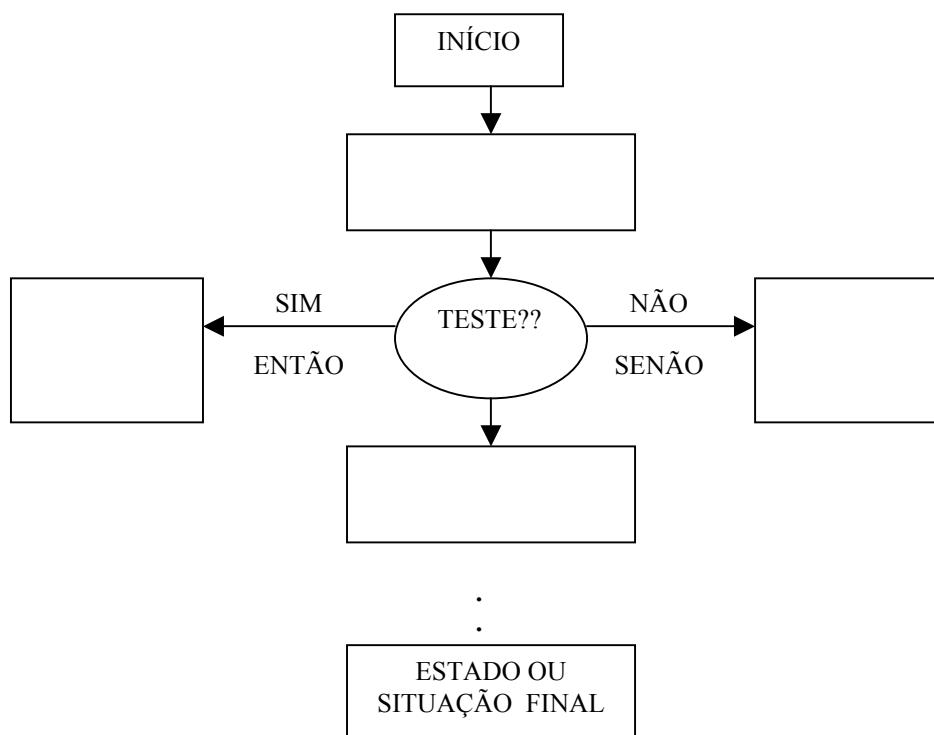 INÍCIO
SIM
TESTE??
NÃO
ENTÃO
SENÃO
.
.
ESTADO OU
SITUAÇÃO FINAL